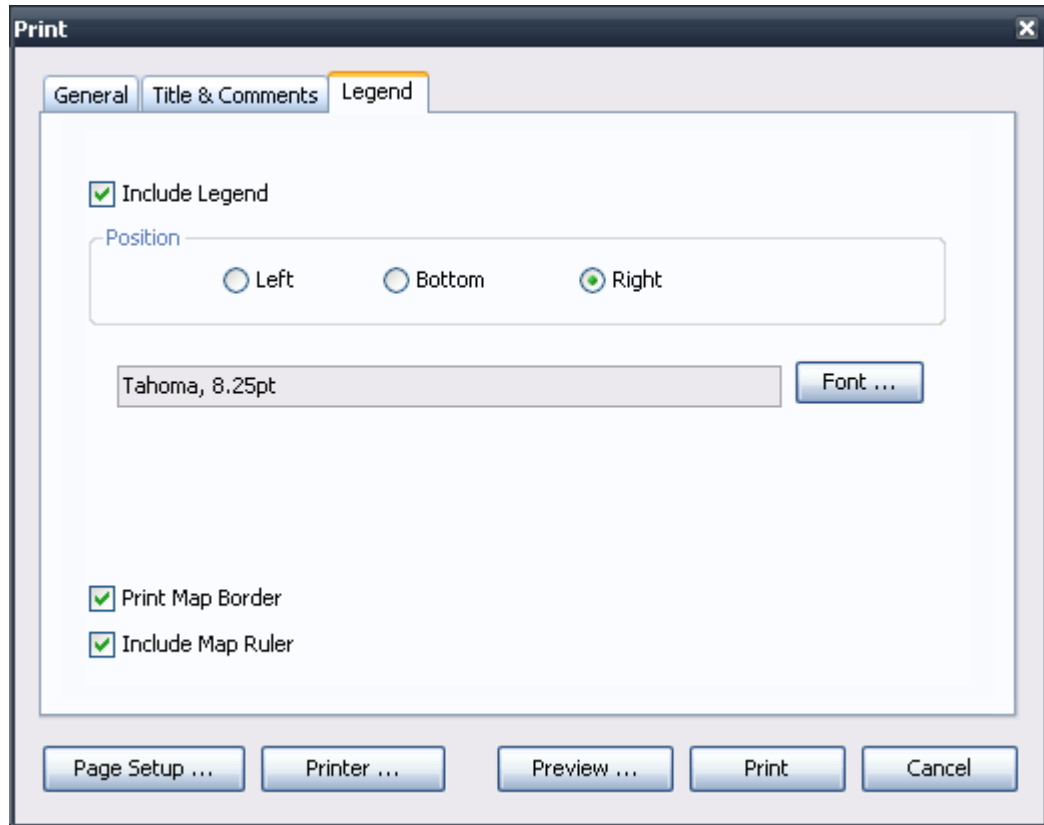 Print
General Title & Comments Legend
Include Legend
Position
Left Bottom Right
Tahoma, 8.25pt Font ...
Print Map Border
Include Map Ruler
Page Setup ... Printer ... Preview ... Print Cancel